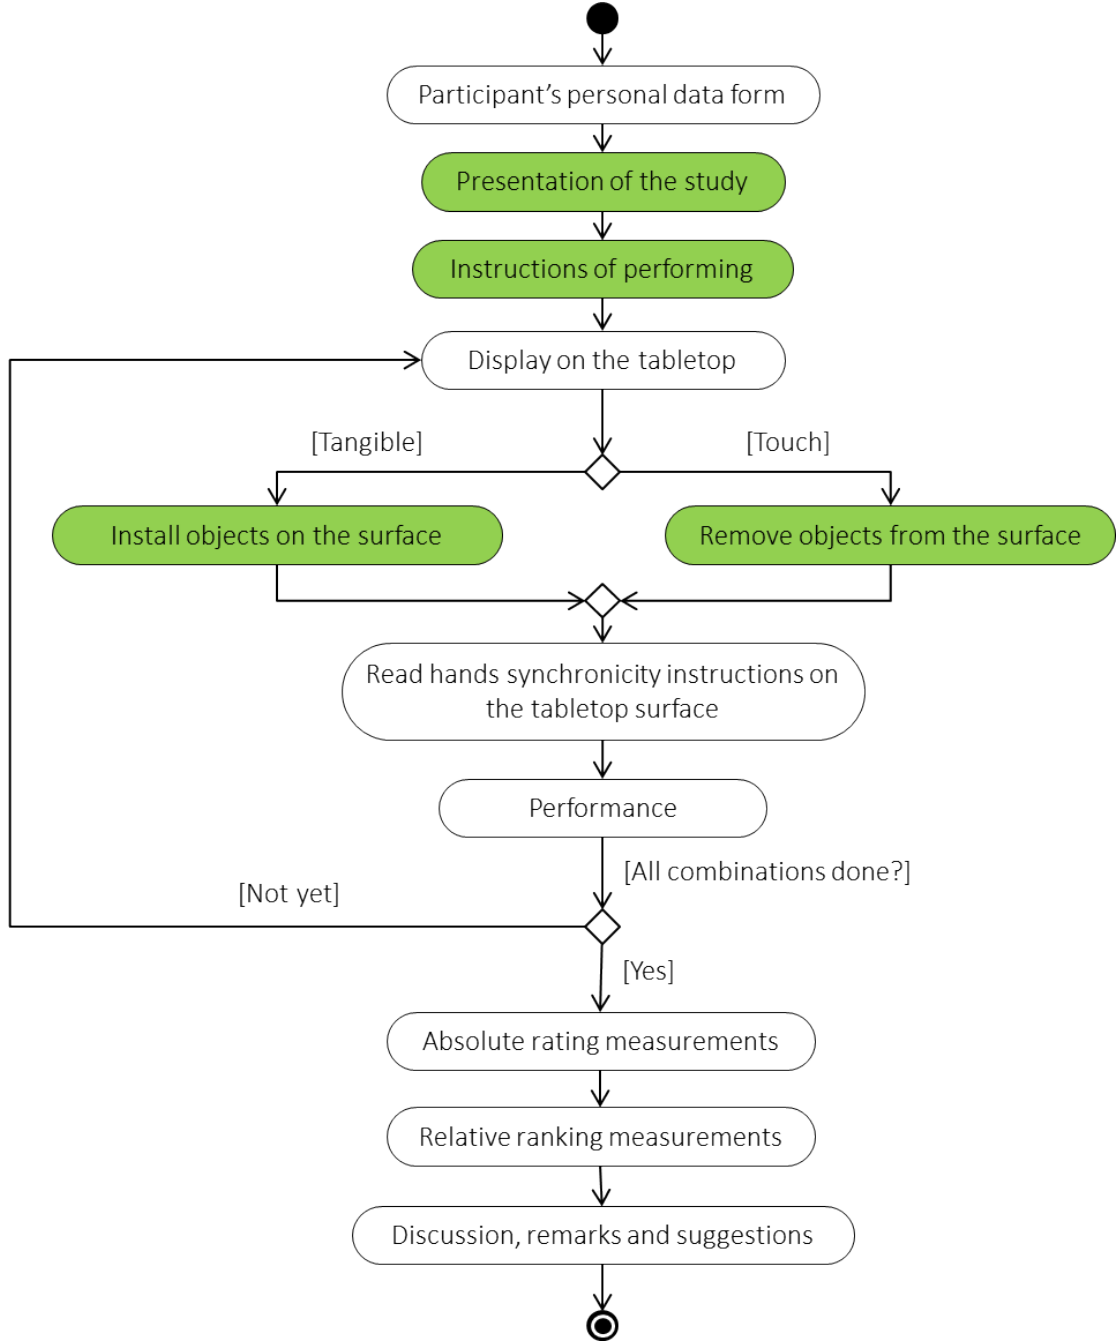 Participant’s personal data form
Presentation of the study
Instructions of performing
Display on the tabletop
[Tangible]
[Touch]
Install objects on the surface
Remove objects from the surface
Read hands synchronicity instructions on
the tabletop surface
Performance
[All combinations done?]
[Not yet]
[Yes]
Absolute rating measurements
Relative ranking measurements
Discussion, remarks and suggestions